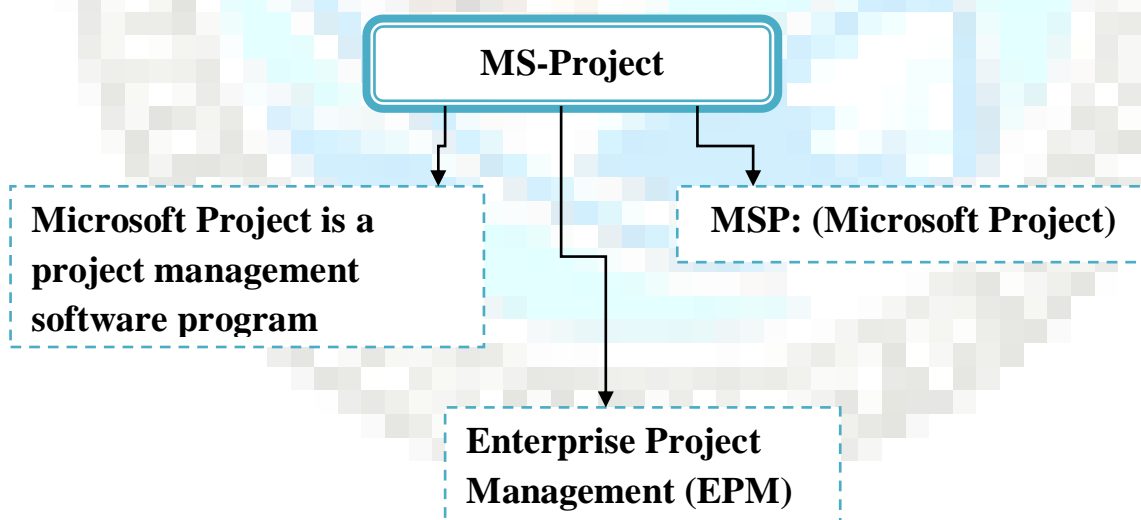 MS-Project
Microsoft Project is a
project management
software program
MSP: (Microsoft Project)
Enterprise Project
Management (EPM)